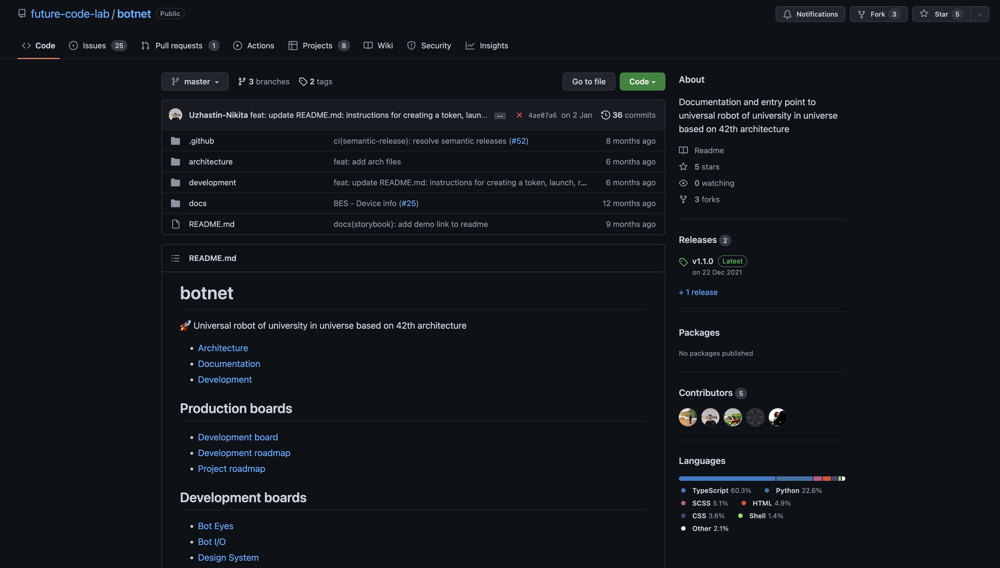 future-code-lab / botnet Public
Notifications Fork 3 Star 5
Code Issues 25 Pull requests 1 Actions Projects 8 Wiki Security Insights
master 3 branches 2 tags Go to file Code
Uzhastin-Nikita feat: update README.md: instructions for creating a token, laun... ... 4ae07a6 on 2 Jan 36 commits
.github ci(semantic-release): resolve semantic releases (#52) 8 months ago
architecture feat: add arch files 6 months ago
development feat: update README.md: instructions for creating a token, launch, r... 6 months ago
docs BES - Device info (#25) 12 months ago
README.md docs(storybook): add demo link to readme 9 months ago
README.md
botnet
🚀 Universal robot of university in universe based on 42th architecture
• Architecture
• Documentation
• Development
Production boards
• Development board
• Development roadmap
• Project roadmap
Development boards
• Bot Eyes
• Bot I/O
• Design System
About
Documentation and entry point to
universal robot of university in universe
based on 42th architecture
Readme
5 stars
0 watching
3 forks
Releases 2
v1.1.0 Latest
on 22 Dec 2021
+ 1 release
Packages
No packages published
Contributors 5
Languages
TypeScript 60.3% Python 22.6%
SCSS 5.1% HTML 4.9%
CSS 3.6% Shell 1.4%
Other 2.1%